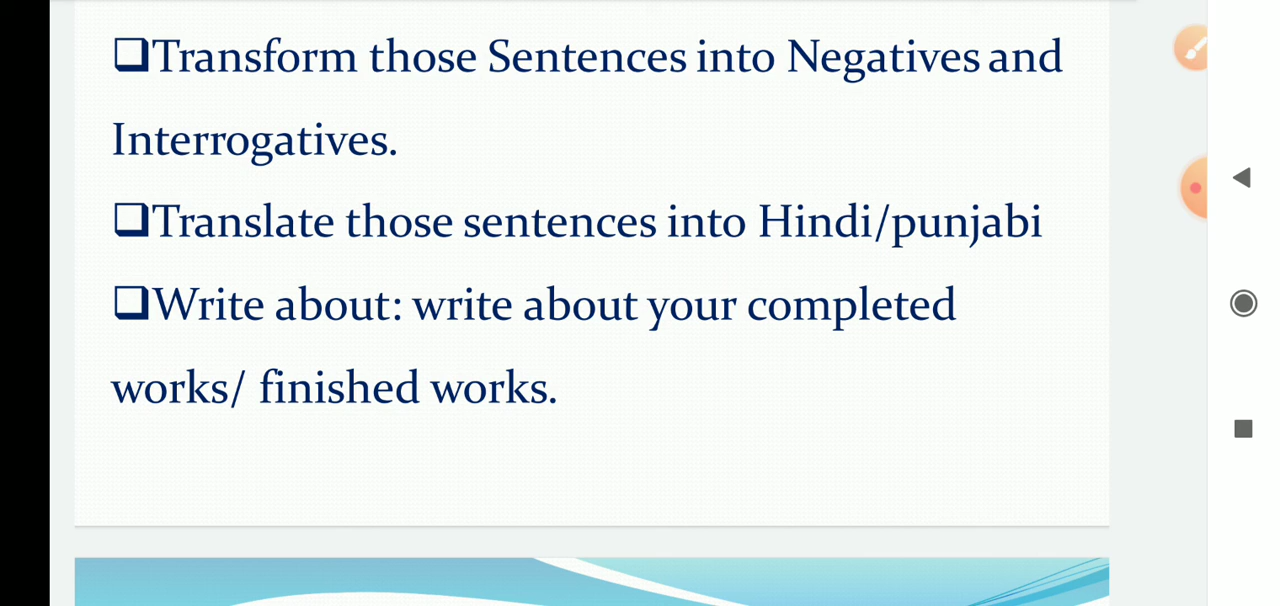 ❑Transform those Sentences into Negatives and
Interrogatives.
❑Translate those sentences into Hindi/punjabi
❑Write about: write about your completed
works/ finished works.